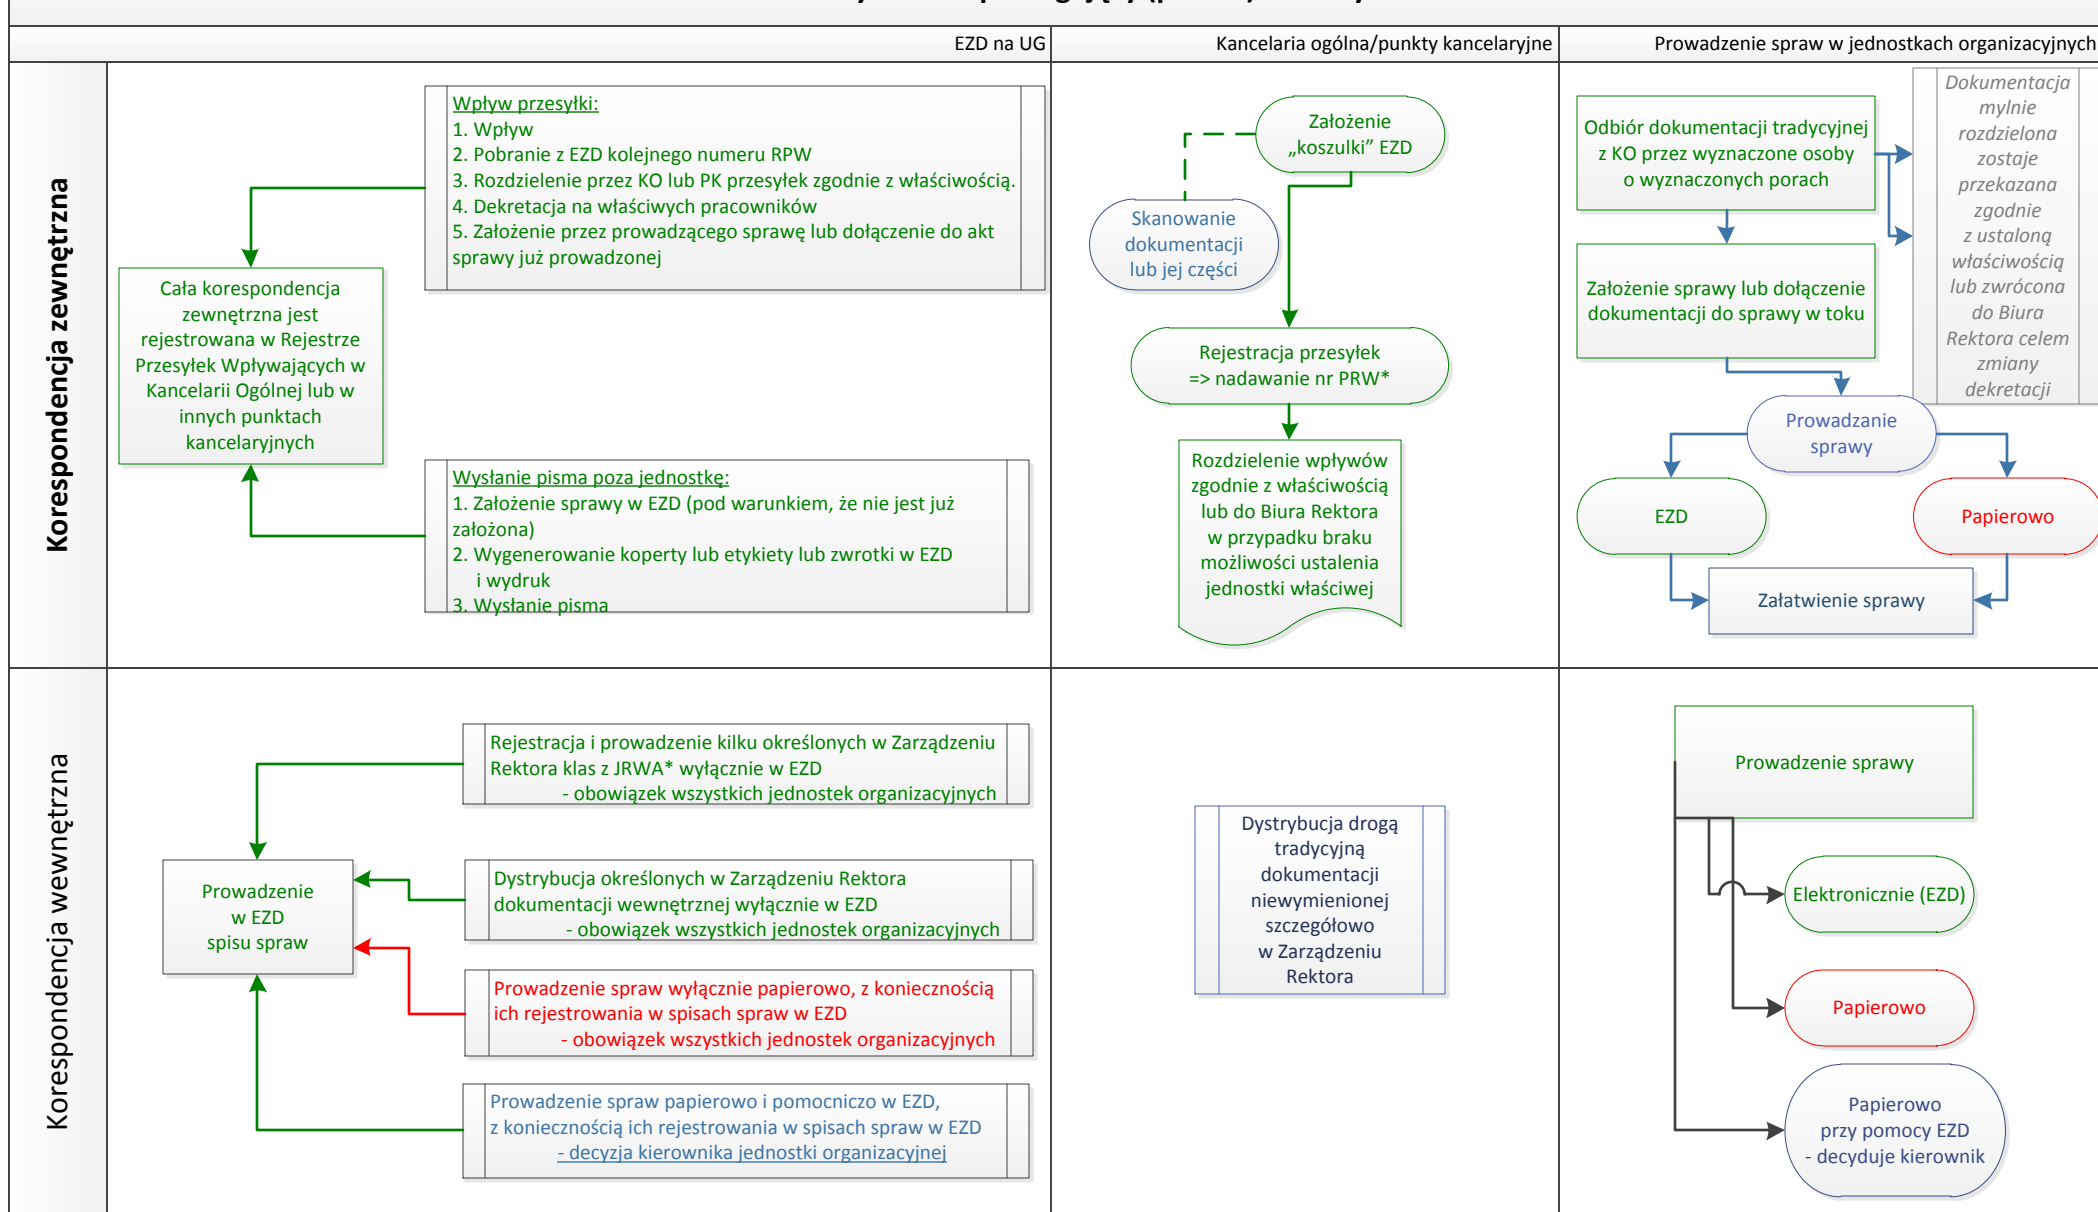 EZD na UG
Kancelaria ogólna/punkty kancelaryjne
Prowadzenie spraw w jednostkach organizacyjnych
Korespondencja zewnętrzna
Wpływ przesyłki:
1. Wpływ
2. Pobranie z EZD kolejnego numeru RPW
3. Rozdzielenie przez KO lub PK przesyłek zgodnie z właściwością.
4. Dekretacja na właściwych pracowników
5. Założenie przez prowadzącego sprawę lub dołączenie do akt
sprawy już prowadzonej
Cała korespondencja
zewnętrzna jest
rejestrowana w Rejestrze
Przesyłek Wpływających w
Kancelarii Ogólnej lub w
innych punktach
kancelaryjnych
Wysłanie pisma poza jednostkę:
1. Założenie sprawy w EZD (pod warunkiem, że nie jest już
założona)
2. Wygenerowanie koperty lub etykiety lub zwrotki w EZD
i wydruk
3. Wysłanie pisma
Założenie
„koszulki” EZD
Skanowanie
dokumentacji
lub jej części
Rejestracja przesyłek
=> nadawanie nr PRW*
Rozdzielenie wpływów
zgodnie z właściwością
lub do Biura Rektora
w przypadku braku
możliwości ustalenia
jednostki właściwej
Odbiór dokumentacji tradycyjnej
z KO przez wyznaczone osoby
o wyznaczonych porach
Dokumentacja
mylnie
rozdzielona
zostaje
przekazana
zgodnie
z ustaloną
właściwością
lub zwrócona
do Biura
Rektora celem
zmiany
dekretacji
Założenie sprawy lub dołączenie
dokumentacji do sprawy w toku
Prowadzanie
sprawy
EZD
Papierowo
Załatwienie sprawy
Korespondencja wewnętrzna
Rejestracja i prowadzenie kilku określonych w Zarządzeniu
Rektora klas z JRWA* wyłącznie w EZD
- obowiązek wszystkich jednostek organizacyjnych
Prowadzenie
w EZD
spisu spraw
Dystrybucja określonych w Zarządzeniu Rektora
dokumentacji wewnętrznej wyłącznie w EZD
- obowiązek wszystkich jednostek organizacyjnych
Prowadzenie spraw wyłącznie papierowo, z koniecznością
ich rejestrowania w spisach spraw w EZD
- obowiązek wszystkich jednostek organizacyjnych
Prowadzenie spraw papierowo i pomocniczo w EZD,
z koniecznością ich rejestrowania w spisach spraw w EZD
- decyzja kierownika jednostki organizacyjnej
Dystrybucja drogą
tradycyjną
dokumentacji
niewymienionej
szczegółowo
w Zarządzeniu
Rektora
Prowadzenie sprawy
Elektronicznie (EZD)
Papierowo
Papierowo
przy pomocy EZD
- decyduje kierownik